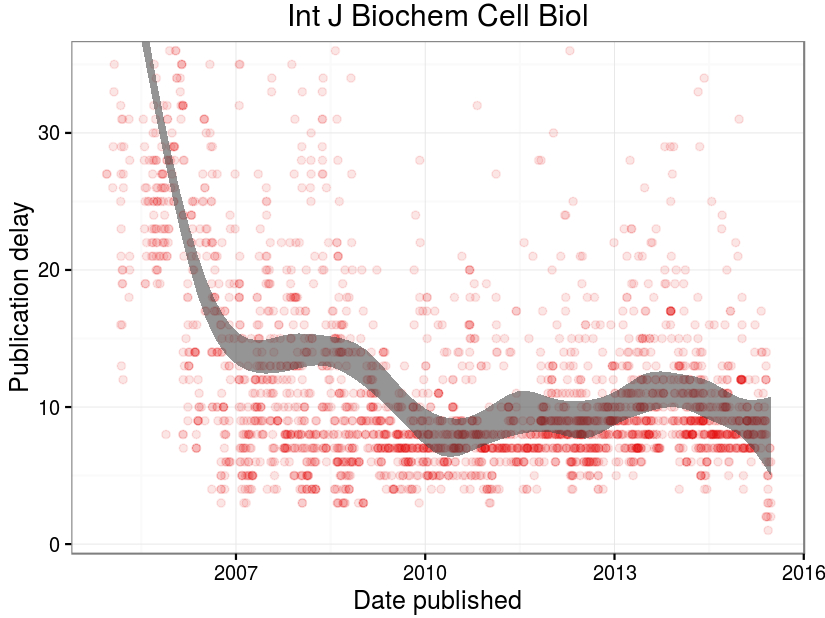 Int J Biochem Cell Biol
Publication delay
30
20
10
0
2007
2010
2013
2016
Date published